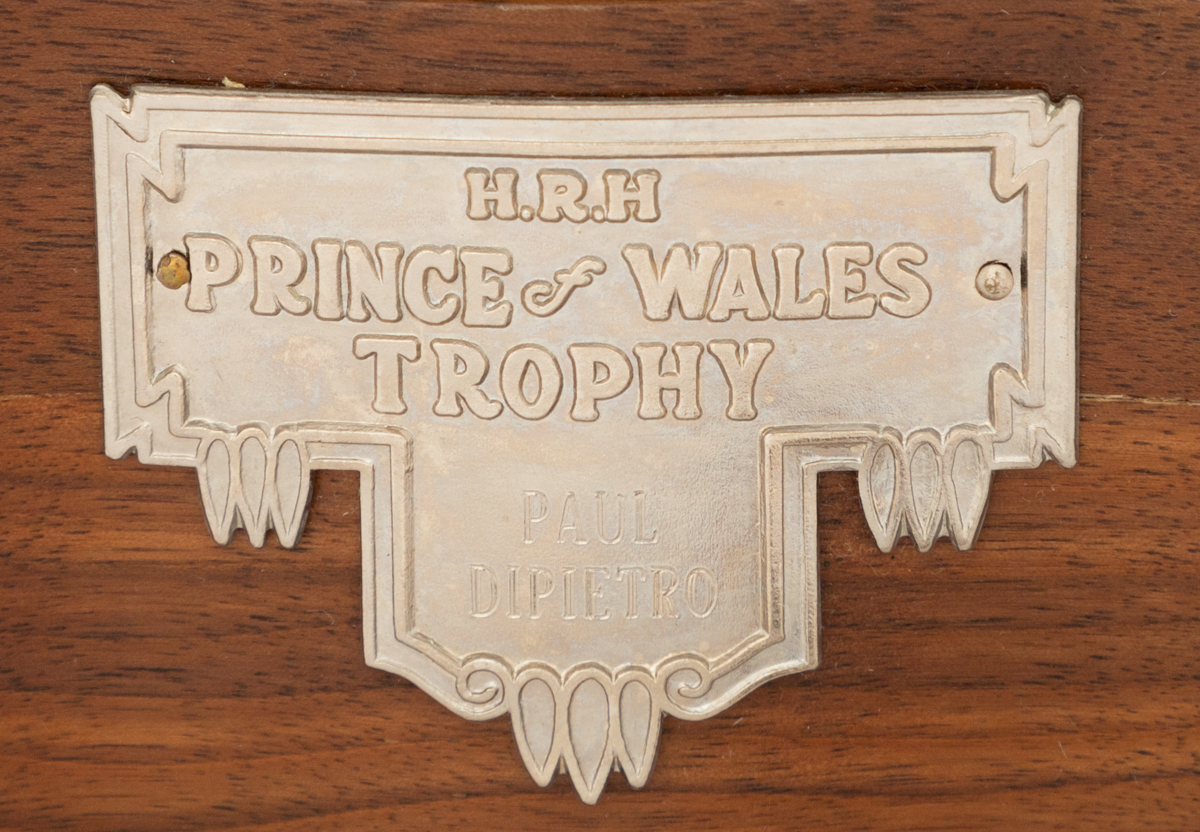 H.R.H
PRINCE of WALES
TROPHY
PAUL
DIPIETRO